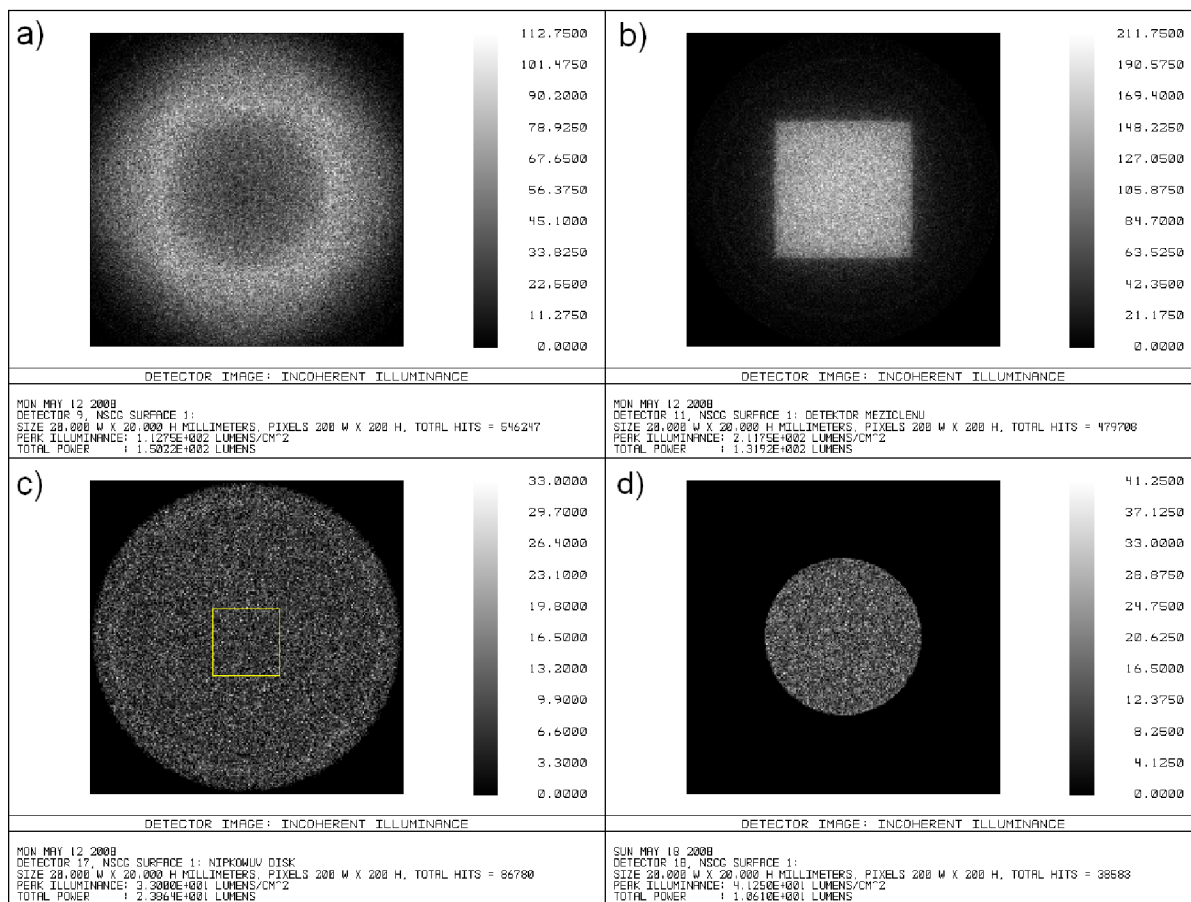 a)
112.7500
101.4750
90.2000
78.9250
67.6500
56.3750
45.1000
33.8250
22.5500
11.2750
0.0000
DETECTOR IMAGE: INCOHERENT ILLUMINANCE
MON MAY 12 2008
DETECTOR 9, NSCG SURFACE 1:
SIZE 20.000 W X 20.000 H MILLIMETERS, PIXELS 200 W X 200 H, TOTAL HITS = 546247
PEAK ILLUMINANCE: 1.1275E+002 LUMENS/CM^2
TOTAL POWER : 1.5022E+002 LUMENS
b)
211.7500
190.5750
169.4000
148.2250
127.0500
105.8750
84.7000
63.5250
42.3500
21.1750
0.0000
DETECTOR IMAGE: INCOHERENT ILLUMINANCE
MON MAY 12 2008
DETECTOR 11, NSCG SURFACE 1: DETEKTOR MEZICLENU
SIZE 20.000 W X 20.000 H MILLIMETERS, PIXELS 200 W X 200 H, TOTAL HITS = 479708
PEAK ILLUMINANCE: 2.1175E+002 LUMENS/CM^2
TOTAL POWER : 1.3192E+002 LUMENS
c)
33.0000
29.7000
26.4000
23.1000
19.8000
16.5000
13.2000
9.9000
6.6000
3.3000
0.0000
DETECTOR IMAGE: INCOHERENT ILLUMINANCE
MON MAY 12 2008
DETECTOR 17, NSCG SURFACE 1: NIPKOWUV DISK
SIZE 20.000 W X 20.000 H MILLIMETERS, PIXELS 200 W X 200 H, TOTAL HITS = 86780
PEAK ILLUMINANCE: 3.3000E+001 LUMENS/CM^2
TOTAL POWER : 2.3864E+001 LUMENS
d)
41.2500
37.1250
33.0000
28.8750
24.7500
20.6250
16.5000
12.3750
8.2500
4.1250
0.0000
DETECTOR IMAGE: INCOHERENT ILLUMINANCE
SUN MAY 18 2008
DETECTOR 18, NSCG SURFACE 1:
SIZE 20.000 W X 20.000 H MILLIMETERS, PIXELS 200 W X 200 H, TOTAL HITS = 38583
PEAK ILLUMINANCE: 4.1250E+001 LUMENS/CM^2
TOTAL POWER : 1.0610E+001 LUMENS